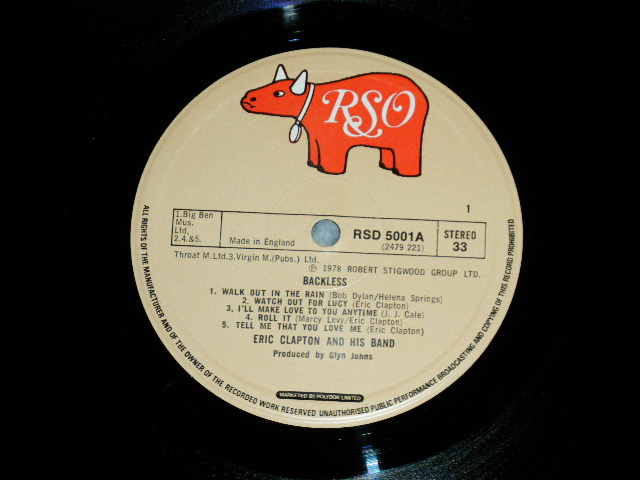 RSO
1
1.Big Ben
Mus.
Ltd.
2,4.&5.
Made in England
RSD 5001A
(2479 221)
STEREO
33
Throat M.Ltd.3.Virgin M.(Pubs.) Ltd.
℗ 1978 ROBERT STIGWOOD GROUP LTD.
BACKLESS
1. WALK OUT IN THE RAIN (Bob Dylan/Helena Springs)
2. WATCH OUT FOR LUCY (Eric Clapton)
3. I'LL MAKE LOVE TO YOU ANYTIME (J. J. Cale)
4. ROLL IT (Marcy Levy/Eric Clapton)
5. TELL ME THAT YOU LOVE ME (Eric Clapton)
ERIC CLAPTON AND HIS BAND
Produced by Glyn Johns
MARKETED BY POLYDOR LIMITED
ALL RIGHTS OF THE MANUFACTURER AND OF THE OWNER OF THE RECORDED WORK RESERVED UNAUTHORISED PUBLIC PERFORMANCE BROADCASTING AND COPYING OF THIS RECORD PROHIBITED